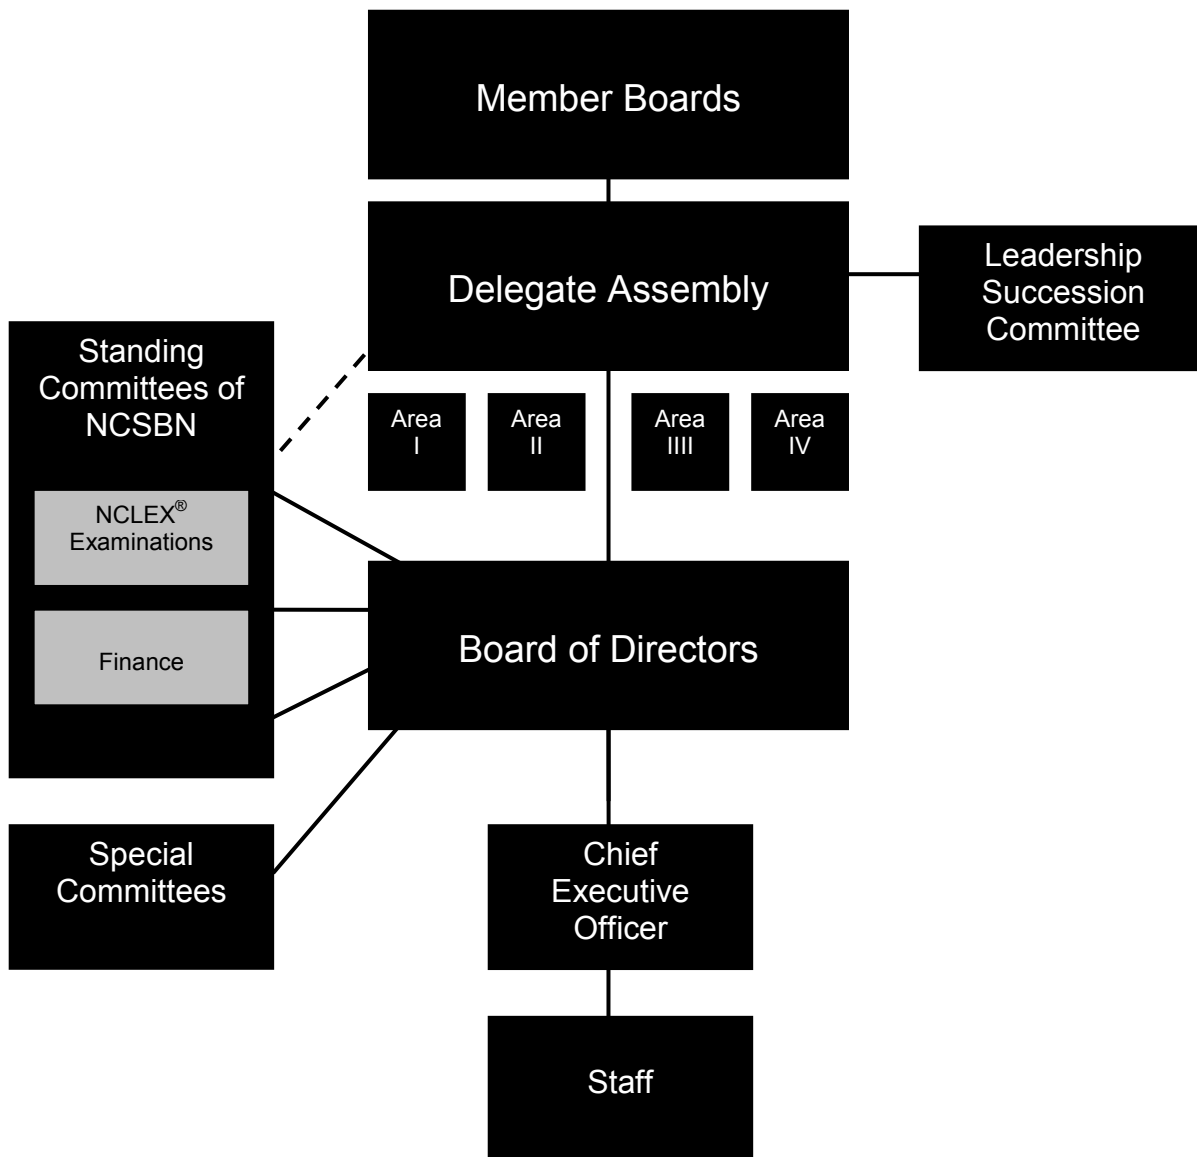 Member Boards
Delegate Assembly
Leadership
Succession
Committee
Standing
Committees of
NCSBN
NCLEX®
Examinations
Finance
Area
I
Area
II
Area
IIII
Area
IV
Board of Directors
Special
Committees
Chief
Executive
Officer
Staff